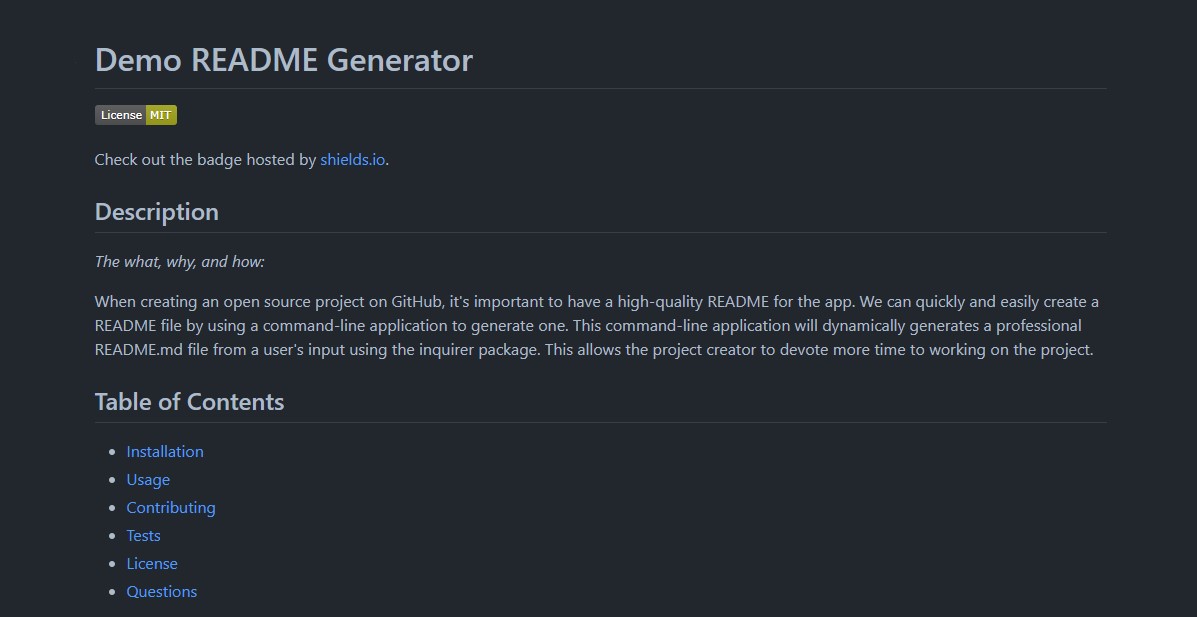 Demo README Generator
License MIT
Check out the badge hosted by shields.io.
Description
The what, why, and how:
When creating an open source project on GitHub, it's important to have a high-quality README for the app. We can quickly and easily create a
README file by using a command-line application to generate one. This command-line application will dynamically generates a professional
README.md file from a user's input using the inquirer package. This allows the project creator to devote more time to working on the project.
Table of Contents
Installation
Usage
Contributing
Tests
License
Questions